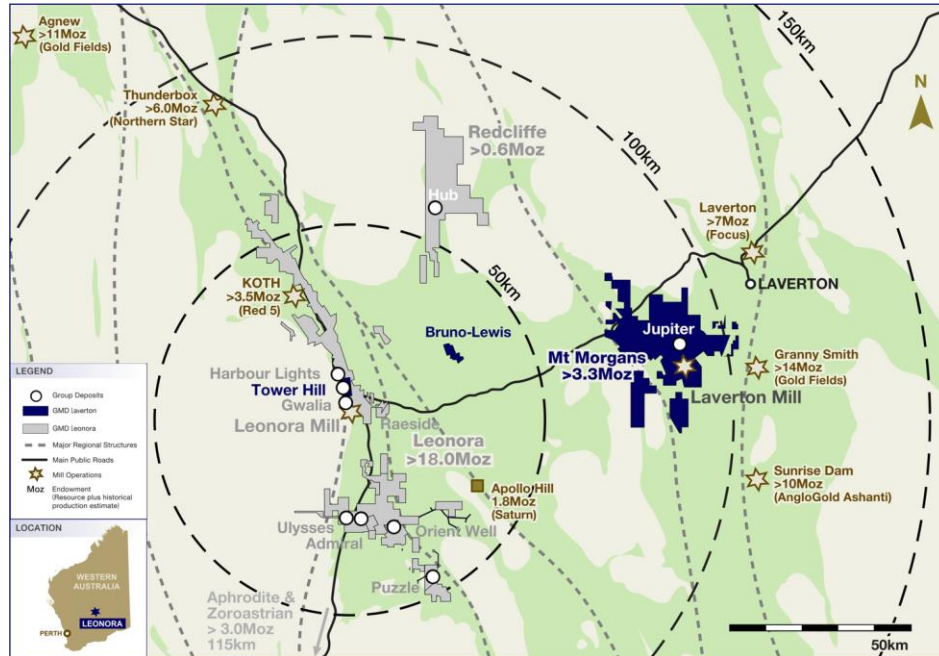 Agnew
>11Moz
(Gold Fields)
Thunderbox
>6.0Moz
(Northern Star)
Redcliffe
>0.6Moz
Hub
150km
100km
50km
N
Laverton
>7Moz
(Focus)
LAVERTON
KOTH
>3.5Moz
(Red 5)
Bruno-Lewis
Jupiter
Mt Morgans
>3.3Moz
Laverton Mill
Granny Smith
>14Moz
(Gold Fields)
Harbour Lights
Tower Hill
Gwalia
Leonora Mill
Raeside
Leonora
>18.0Moz
Apollo Hill
1.8Moz
(Saturn)
Sunrise Dam
>10Moz
(AngloGold Ashanti)
Ulysses
Admiral
Orient Well
Puzzle
Aphrodite &
Zoroastrian
> 3.0Moz
115km
LEGEND
Group Deposits
GMD laverton
GMD leonora
Major Regional Structures
Main Public Roads
Mill Operations
Moz Endowment
(Resource plus historical
production estimate)
LOCATION
WESTERN
AUSTRALIA
LEONORA
PERTH
50km